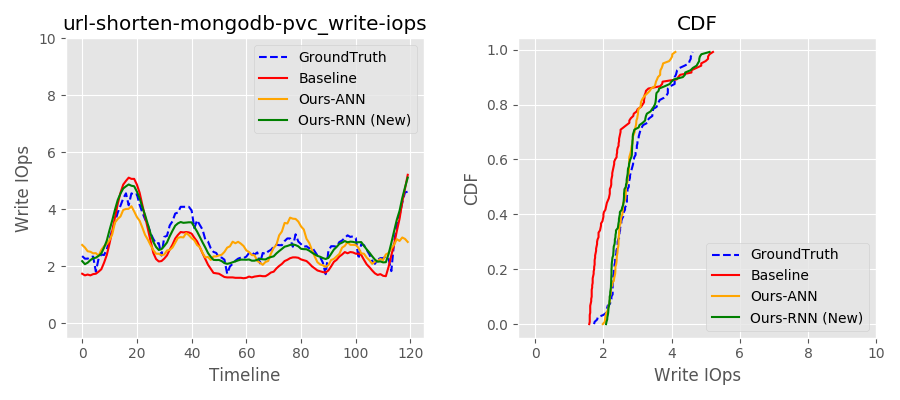 url-shorten-mongodb-pvc_write-iops
Write IOps
10
8
6
4
2
0
GroundTruth
Baseline
Ours-ANN
Ours-RNN (New)
0 20 40 60 80 100 120
Timeline
CDF
CDF
1.0
0.8
0.6
0.4
0.2
0.0
GroundTruth
Baseline
Ours-ANN
Ours-RNN (New)
0 2 4 6 8 10
Write IOps